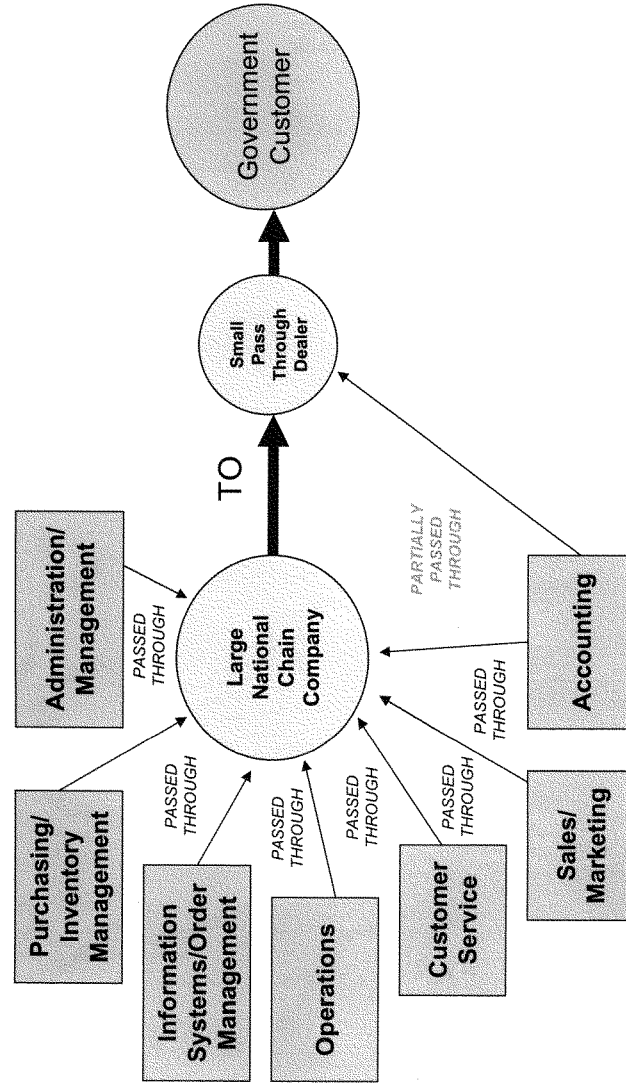 Administration/
Management
Purchasing/
Inventory
Management
Information
Systems/Order
Management
Operations
Customer
Service
Sales/
Marketing
Accounting
PASSED
THROUGH
PASSED
THROUGH
PASSED
THROUGH
PASSED
THROUGH
PASSED
THROUGH
PASSED
THROUGH
PARTIALLY
PASSED
THROUGH
Large
National
Chain
Company
TO
Small
Pass
Through
Dealer
Government
Customer